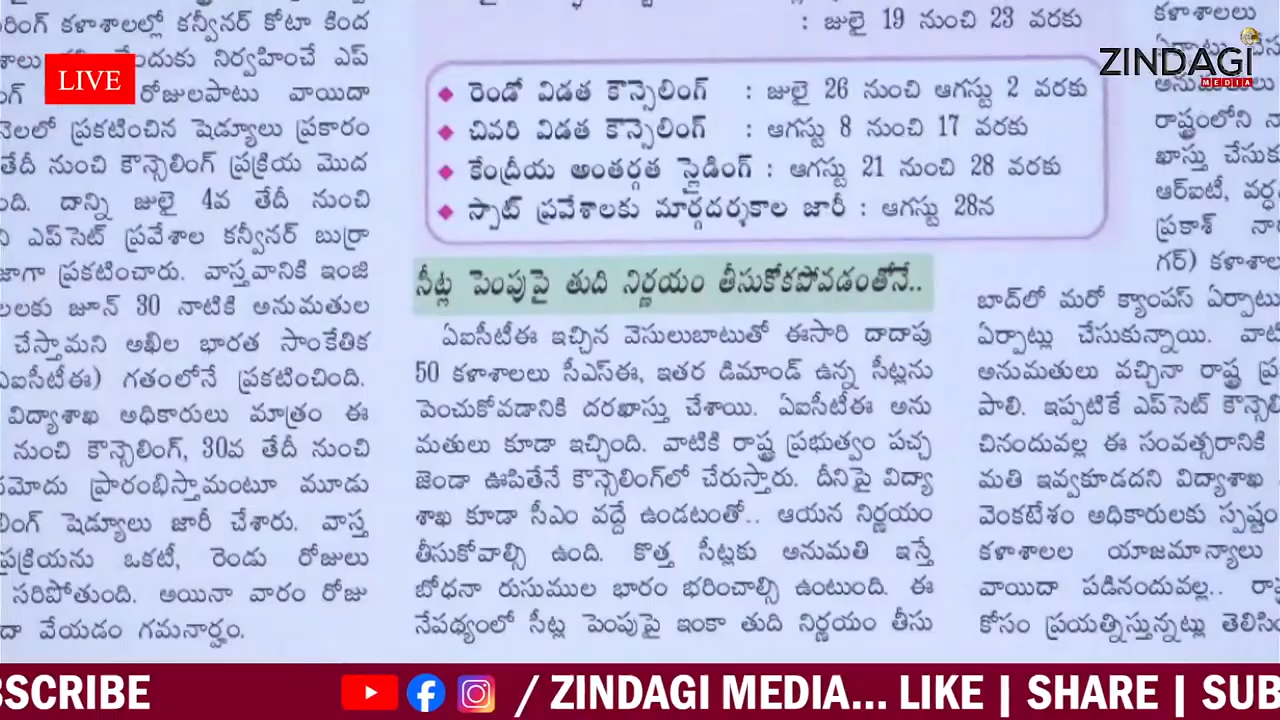 : జులై 19 నుంచి 23 వరకు
◆ రెండో విడత కౌన్సెలింగ్ : జులై 26 నుంచి ఆగస్టు 2 వరకు
◆ చివరి విడత కౌన్సెలింగ్ : ఆగస్టు 8 నుంచి 17 వరకు
◆ కేంద్రీయ అంతర్గత స్లైడింగ్ : ఆగస్టు 21 నుంచి 28 వరకు
◆ స్పాట్ ప్రవేశాలకు మార్గదర్శకాల జారీ : ఆగస్టు 28న
LIVE
కళాశాలల్లో కన్వీనర్ కోటా కింద
నిర్వహించే ఎప్
రోజులపాటు వాయిదా
నెలలో ప్రకటించిన షెడ్యూలు ప్రకారం
తేదీ నుంచి కౌన్సెలింగ్ ప్రక్రియ మొద
ంది. దాన్ని జులై 4వ తేదీ నుంచి
ఎప్‌సెట్ ప్రవేశాల కన్వీనర్ బుర్రా
ప్రకటించారు. వాస్తవానికి ఇంజి
జూన్ 30 నాటికి అనుమతుల
చేస్తామని అఖిల భారత సాంకేతిక
ఏఐసీటీఈ) గతంలోనే ప్రకటించింది.
విద్యాశాఖ అధికారులు మాత్రం ఈ
నుంచి కౌన్సెలింగ్, 30వ తేదీ నుంచి
ప్రారంభిస్తామంటూ మూడు
షెడ్యూలు జారీ చేశారు. వాస్త
ప్రక్రియను ఒకటీ, రెండు రోజులు
సరిపోతుంది. అయినా వారం రోజు
దా వేయడం గమనార్హం.
సీట్ల పెంపుపై తుది నిర్ణయం తీసుకోకపోవడంతోనే..
ఏఐసీటీఈ ఇచ్చిన వెసులుబాటుతో ఈసారి దాదాపు
50 కళాశాలలు సీఎస్ఈ, ఇతర డిమాండ్ ఉన్న సీట్లను
పెంచుకోవడానికి దరఖాస్తు చేశాయి. ఏఐసీటీఈ అను
మతులు కూడా ఇచ్చింది. వాటికి రాష్ట్ర ప్రభుత్వం పచ్చ
జెండా ఊపితేనే కౌన్సెలింగ్‌లో చేరుస్తారు. దీనిపై విద్యా
శాఖ కూడా సీఎం వద్దే ఉండటంతో.. ఆయన నిర్ణయం
తీసుకోవాల్సి ఉంది. కొత్త సీట్లకు అనుమతి ఇస్తే
బోధనా రుసుముల భారం భరించాల్సి ఉంటుంది. ఈ
నేపథ్యంలో సీట్ల పెంపుపై ఇంకా తుది నిర్ణయం తీసు
ZINDAGI
MEDIA
కళాశాలలు
రాష్ట్రంలోని
ఖాస్తు చేసుక
ఆర్ఐటీ, వర్ధ
ప్రకాశ్ నా
గర్) కళాశాల
బాద్‌లో మరో క్యాంపస్ ఏర్పాటు
ఏర్పాట్లు చేసుకున్నాయి. వాటి
అనుమతులు వచ్చినా రాష్ట్ర ప్ర
పాలి. ఇప్పటికే ఎప్‌సెట్ కౌన్సెలి
చినందువల్ల ఈ సంవత్సరానికి
మతి ఇవ్వకూడదని విద్యాశాఖ
వెంకటేశం అధికారులకు స్పష్టం
కళాశాలల యాజమాన్యాలు
వాయిదా పడినందువల్ల.. రా
కోసం ప్రయత్నిస్తున్నట్లు తెలిసిం
BSCRIBE / ZINDAGI MEDIA... LIKE | SHARE | SUB